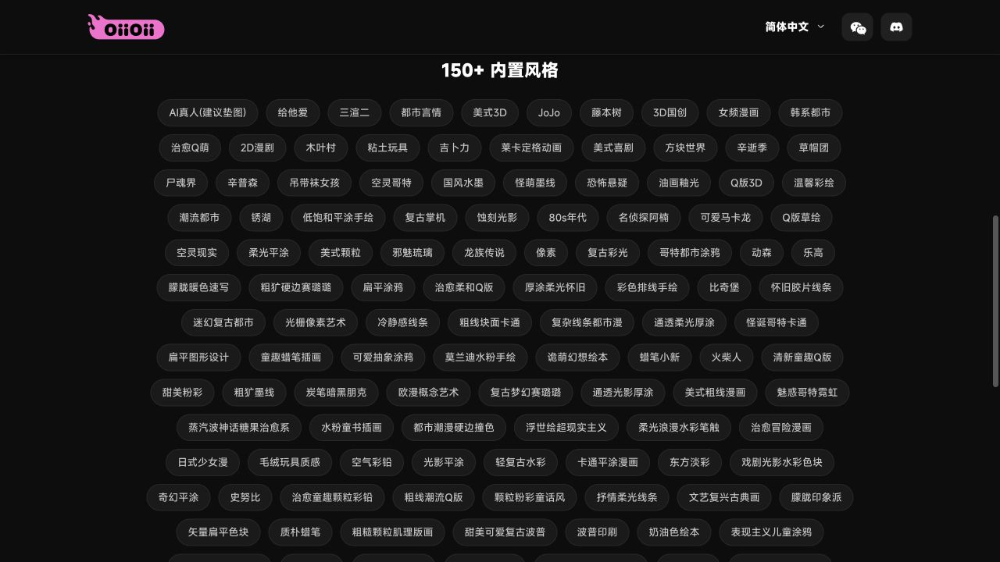 OiiOii 简体中文
150+ 内置风格
AI真人(建议垫图) 给他爱 三渲二 都市言情 美式3D JoJo 藤本树 3D国创 女频漫画 韩系都市
治愈Q萌 2D漫剧 木叶村 粘土玩具 吉卜力 莱卡定格动画 美式喜剧 方块世界 辛逝季 草帽团
尸魂界 辛普森 吊带袜女孩 空灵哥特 国风水墨 怪萌墨线 恐怖悬疑 油画釉光 Q版3D 温馨彩绘
潮流都市 锈湖 低饱和平涂手绘 复古掌机 蚀刻光影 80s年代 名侦探阿楠 可爱马卡龙 Q版草绘
空灵现实 柔光平涂 美式颗粒 邪魅琉璃 龙族传说 像素 复古彩光 哥特都市涂鸦 动森 乐高
朦胧暖色速写 粗犷硬边赛璐璐 扁平涂鸦 治愈柔和Q版 厚涂柔光怀旧 彩色排线手绘 比奇堡 怀旧胶片线条
迷幻复古都市 光栅像素艺术 冷静感线条 粗线块面卡通 复杂线条都市漫 通透柔光厚涂 怪诞哥特卡通
扁平图形设计 童趣蜡笔插画 可爱抽象涂鸦 莫兰迪水粉手绘 诡萌幻想绘本 蜡笔小新 火柴人 清新童趣Q版
甜美粉彩 粗犷墨线 炭笔暗黑朋克 欧漫概念艺术 复古梦幻赛璐璐 通透光影厚涂 美式粗线漫画 魅惑哥特霓虹
蒸汽波神话糖果治愈系 水粉童书插画 都市潮漫硬边撞色 浮世绘超现实主义 柔光浪漫水彩笔触 治愈冒险漫画
日式少女漫 毛绒玩具质感 空气彩铅 光影平涂 轻复古水彩 卡通平涂漫画 东方淡彩 戏剧光影水彩色块
奇幻平涂 史努比 治愈童趣颗粒彩铅 粗线潮流Q版 颗粒粉彩童话风 抒情柔光线条 文艺复兴古典画 朦胧印象派
矢量扁平色块 质朴蜡笔 粗糙颗粒肌理版画 甜美可爱复古波普 波普印刷 奶油色绘本 表现主义儿童涂鸦